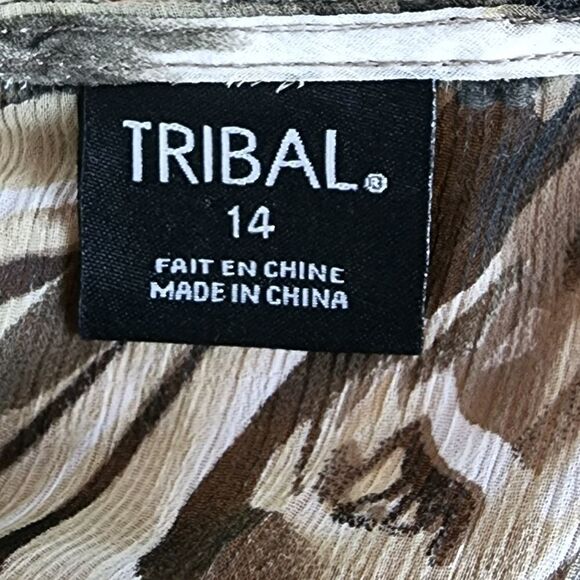 TRIBAL®
14
FAIT EN CHINE
MADE IN CHINA